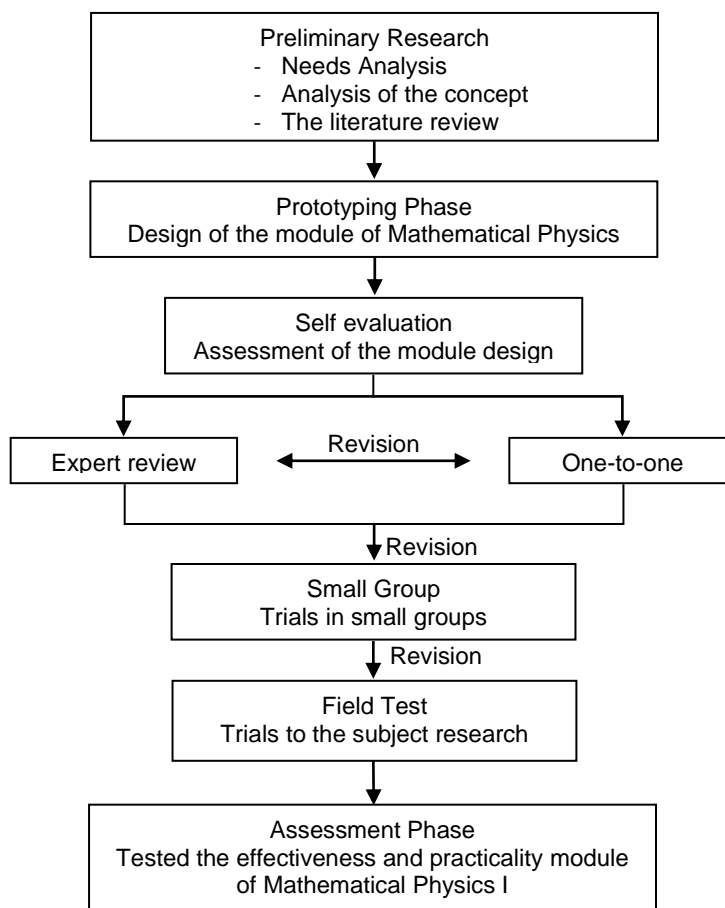 Preliminary Research
- Needs Analysis
- Analysis of the concept
- The literature review
Prototyping Phase
Design of the module of Mathematical Physics
Self evaluation
Assessment of the module design
Expert review
Revision
One-to-one
Revision
Small Group
Trials in small groups
Revision
Field Test
Trials to the subject research
Assessment Phase
Tested the effectiveness and practicality module
of Mathematical Physics I